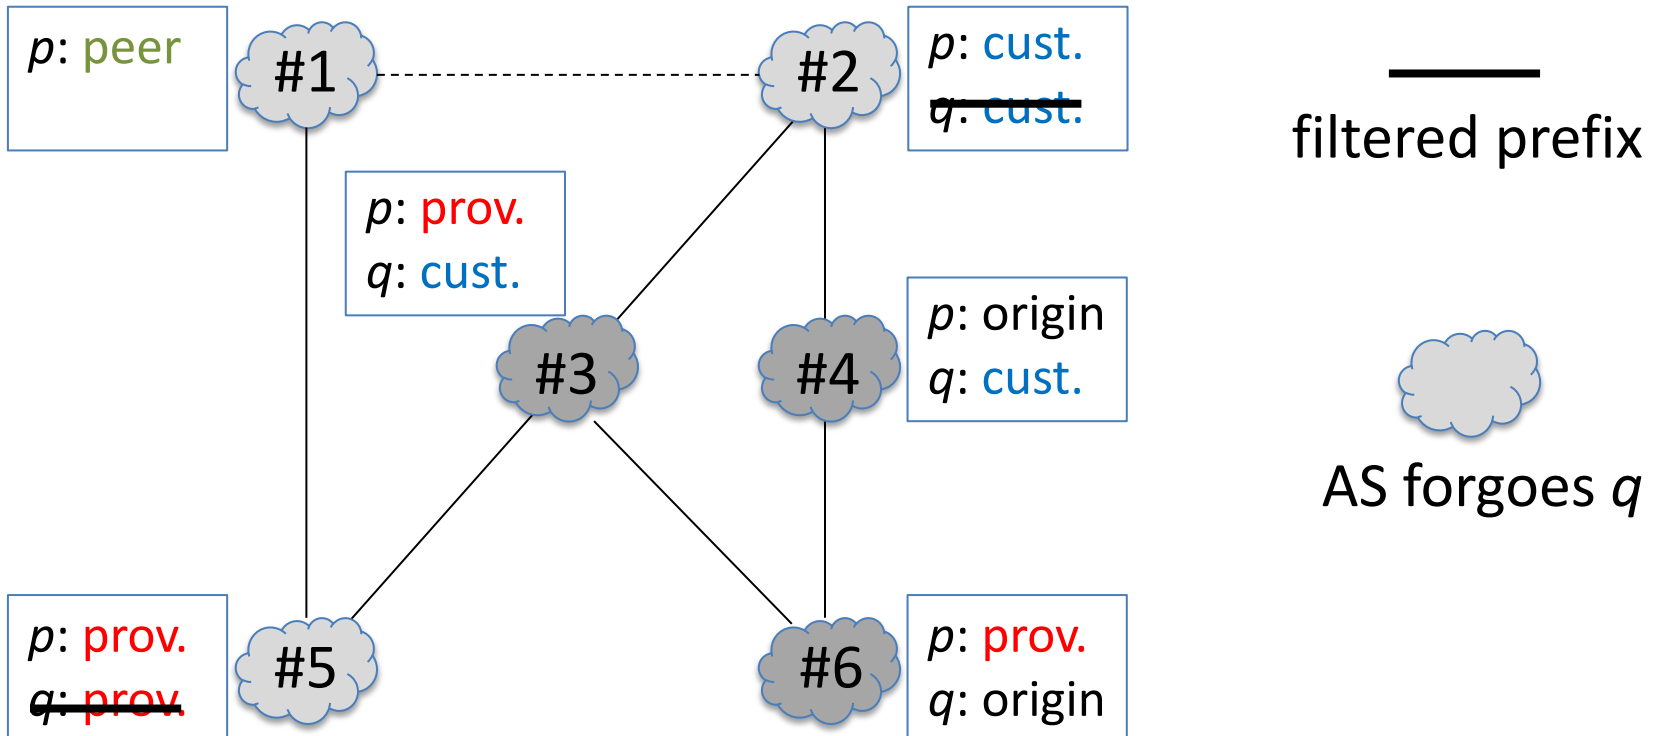 p: peer
#1
#2
p: cust.
q: cust.
filtered prefix
p: prov.
q: cust.
#3
#4
p: origin
q: cust.
AS forgoes q
p: prov.
q: prov.
#5
#6
p: prov.
q: origin